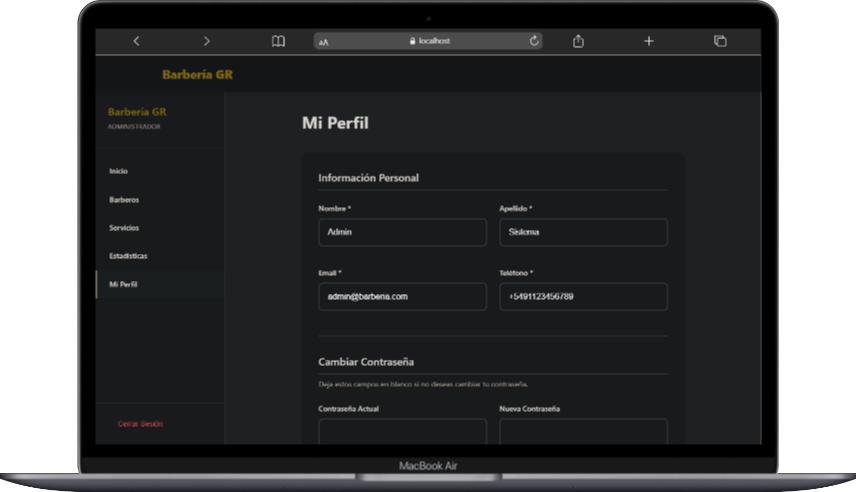 AA
localhost
Barbería GR
Barbería GR
ADMINISTRADOR
Mi Perfil
Inicio
Información Personal
Barberos
Nombre * Apellido *
Servicios
Admin Sistema
Estadísticas
Email * Teléfono *
Mi Perfil
admin@barberia.com +5491123456789
Cambiar Contraseña
Deja estos campos en blanco si no deseas cambiar tu contraseña.
Contraseña Actual Nueva Contraseña
Cerrar Sesión
MacBook Air